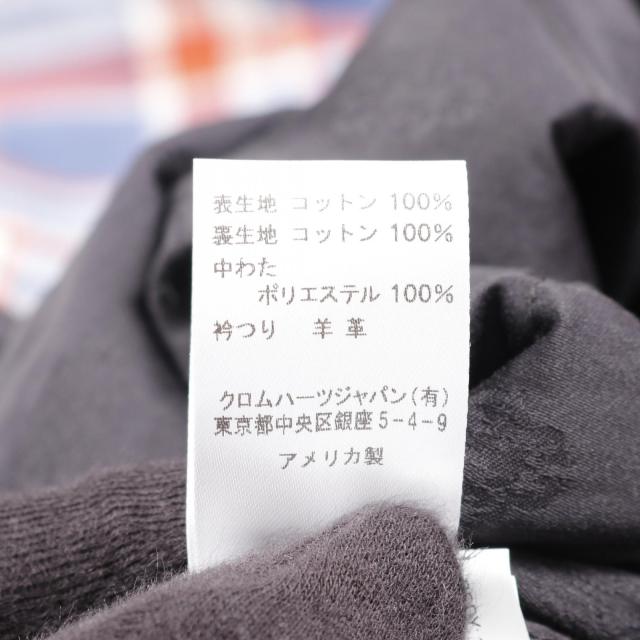 表生地 コットン 100%
裏生地 コットン 100%
中わた
ポリエステル 100%
衿つり 羊革
クロムハーツジャパン(有)
東京都中央区銀座5-4-9
アメリカ製